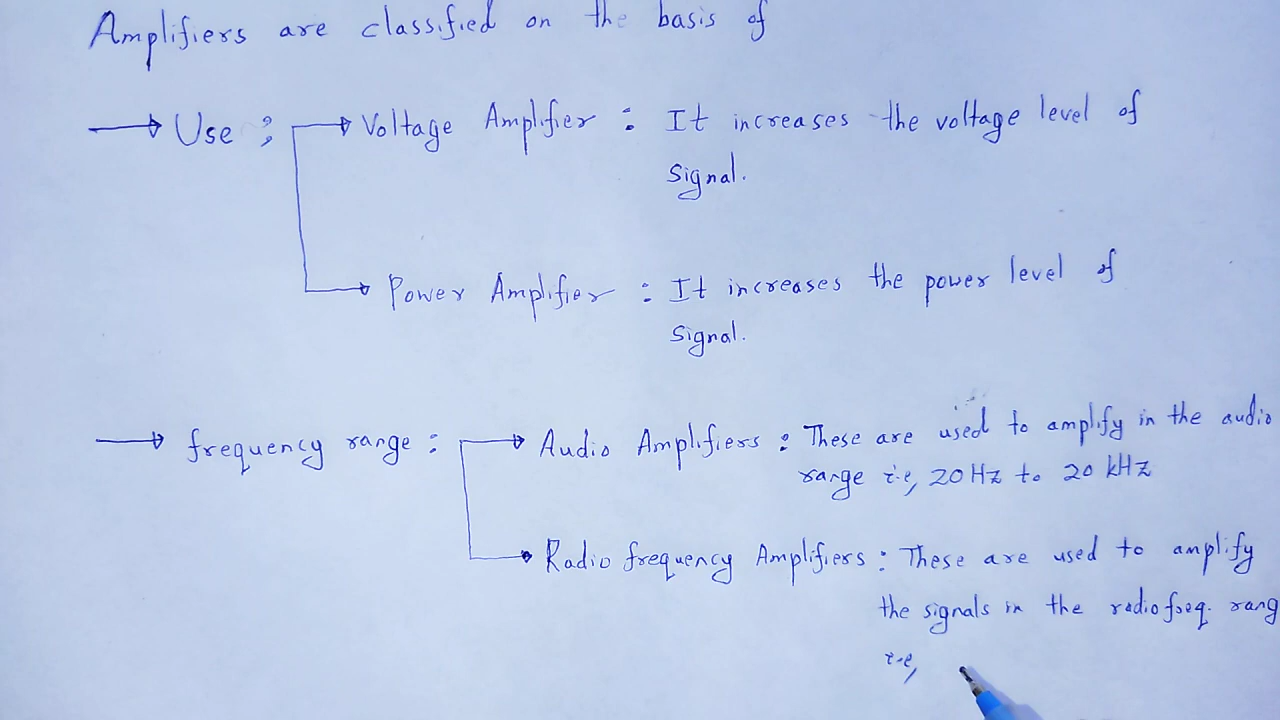 Amplifiers are classified on the basis of
→ Use : → Voltage Amplifier : It increases the voltage level of
signal.
→ Power Amplifier : It increases the power level of
signal.
→ frequency range : → Audio Amplifiers : These are used to amplify in the audio
range i.e, 20 Hz to 20 kHz
→ Radio frequency Amplifiers : These are used to amplify
the signals in the radio freq. rang
i.e,